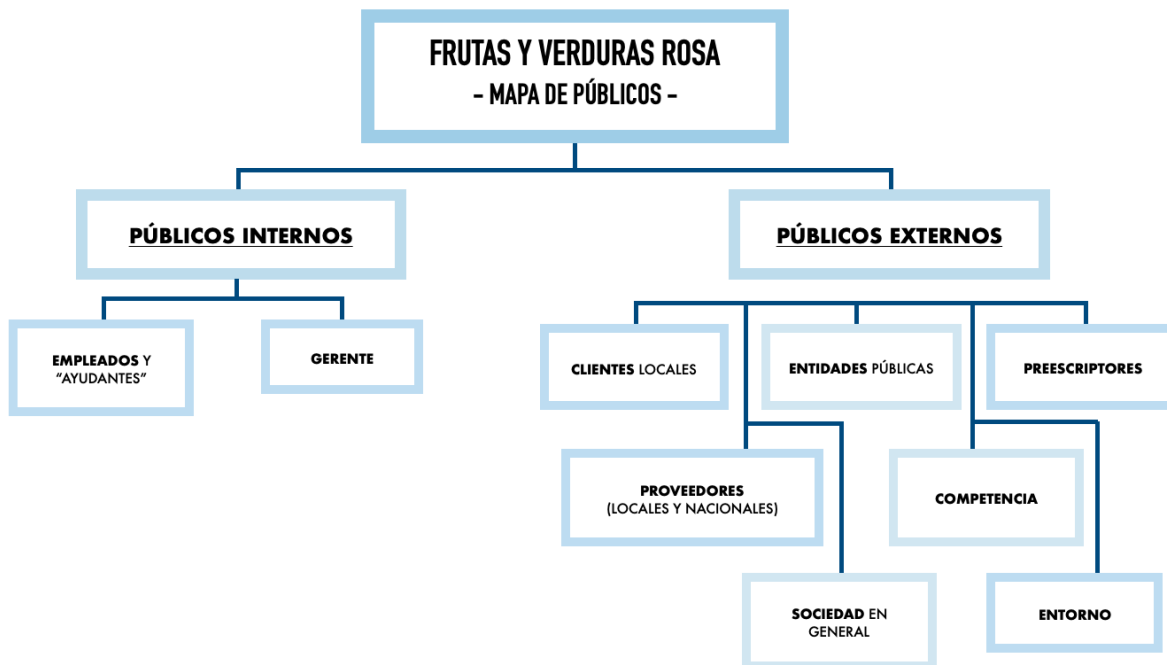 FRUTAS Y VERDURAS ROSA
- MAPA DE PÚBLICOS -
PÚBLICOS INTERNOS
PÚBLICOS EXTERNOS
EMPLEADOS Y
“AYUDANTES”
GERENTE
CLIENTES LOCALES
ENTIDADES PÚBLICAS
PREESCRIPTORES
PROVEEDORES
(LOCALES Y NACIONALES)
COMPETENCIA
SOCIEDAD EN
GENERAL
ENTORNO